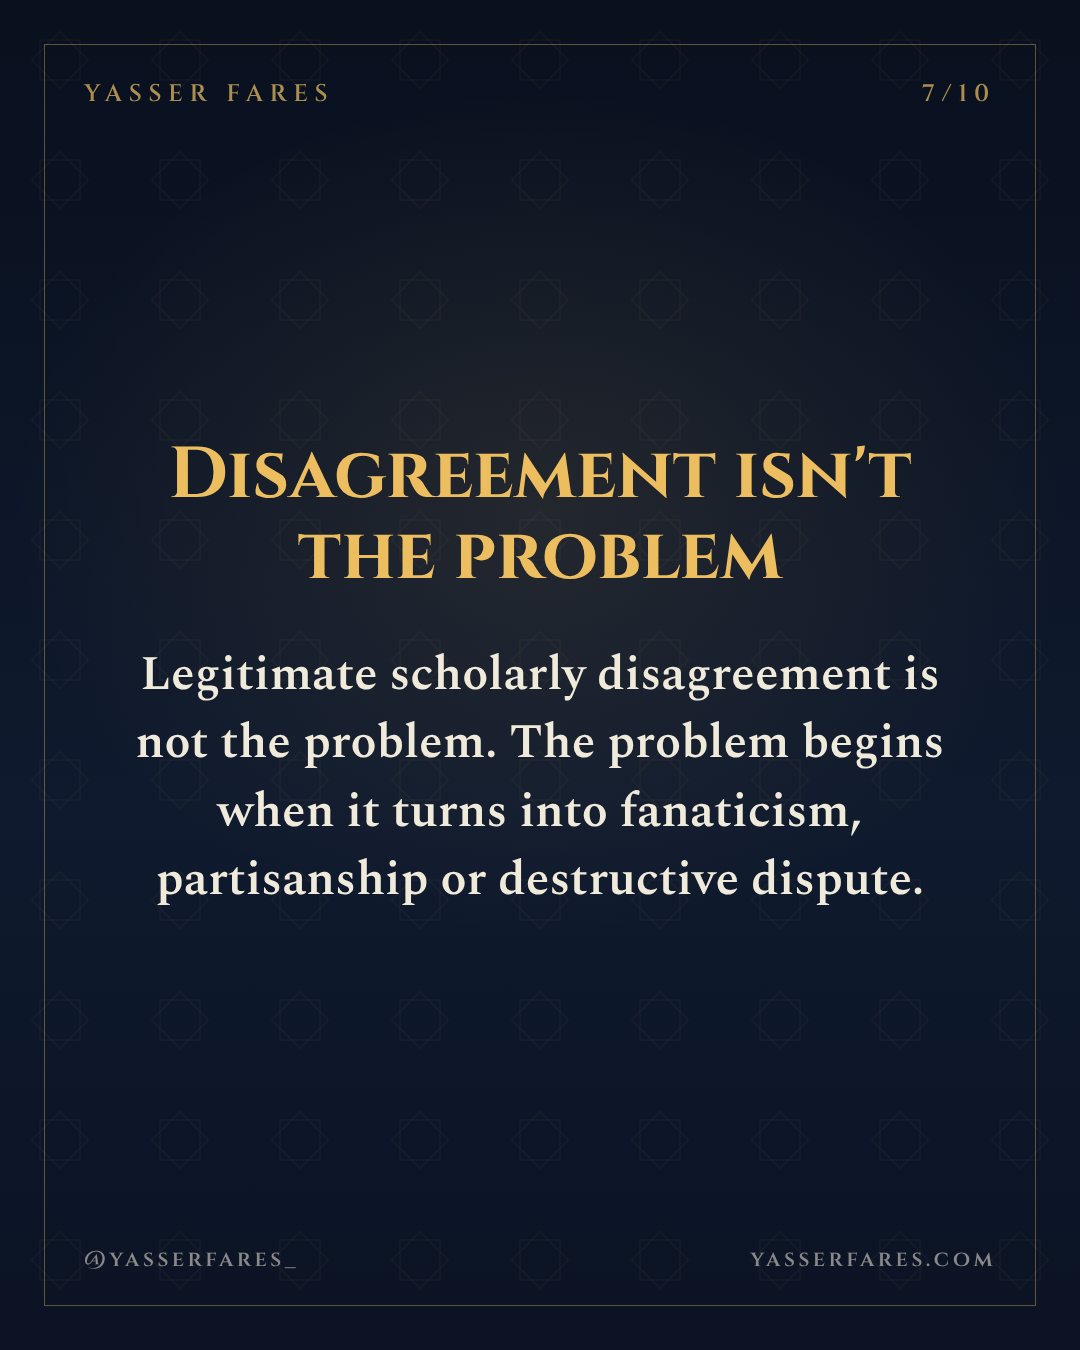 YASSER FARES
7/10
Disagreement isn't
the problem
Legitimate scholarly disagreement is
not the problem. The problem begins
when it turns into fanaticism,
partisanship or destructive dispute.
@YASSERFARES_
YASSERFARES.COM